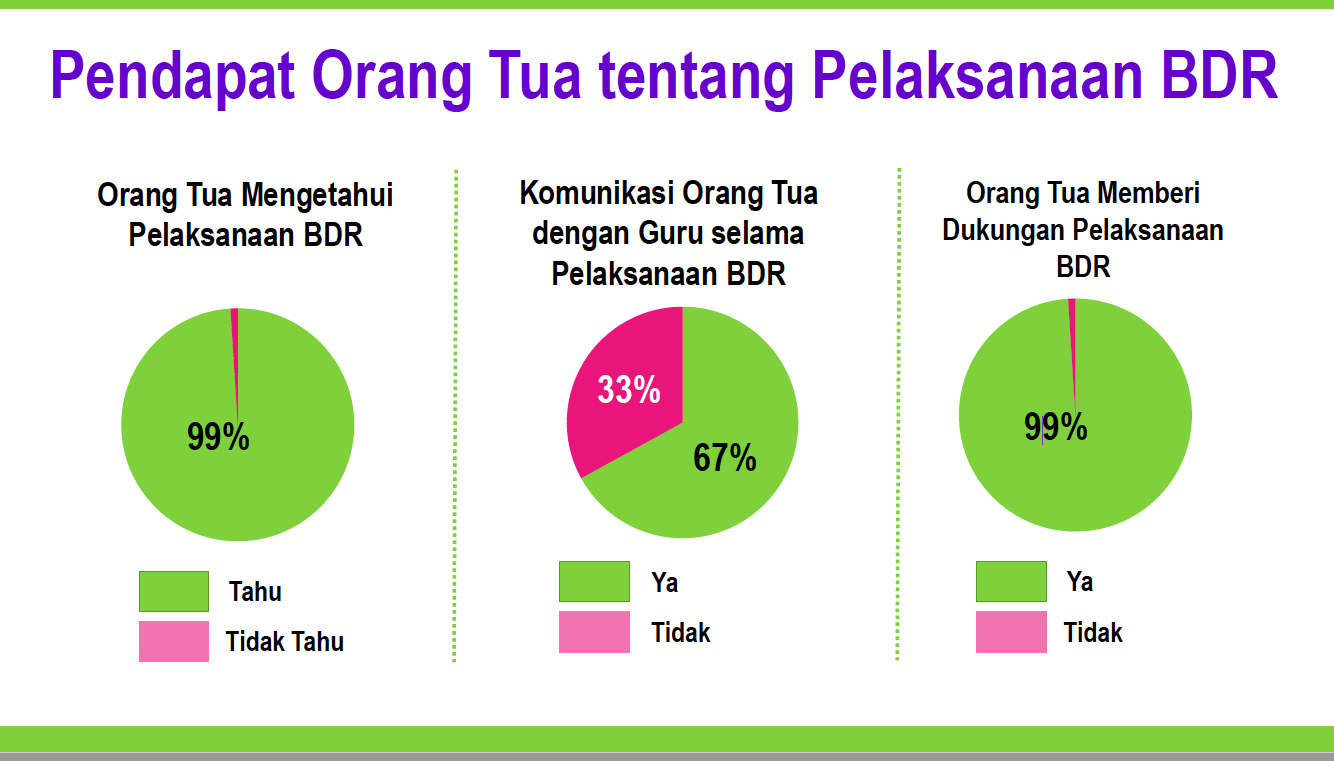 Pendapat Orang Tua tentang Pelaksanaan BDR
Orang Tua Mengetahui
Pelaksanaan BDR
99%
Tahu
Tidak Tahu
Komunikasi Orang Tua
dengan Guru selama
Pelaksanaan BDR
33%
67%
Ya
Tidak
Orang Tua Memberi
Dukungan Pelaksanaan
BDR
99%
Ya
Tidak